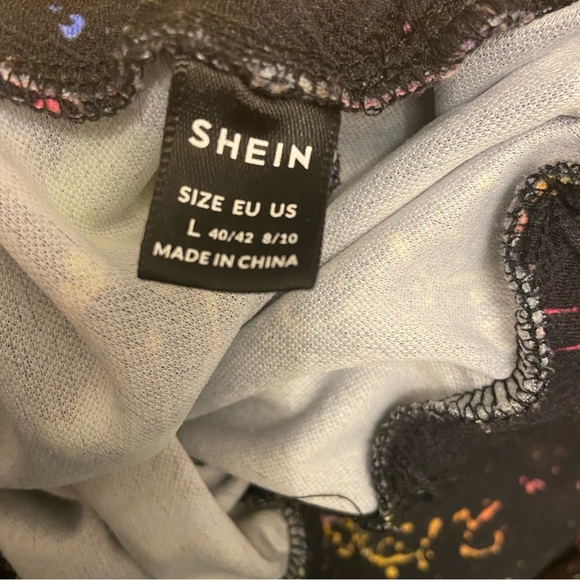 SHEIN
SIZE EU US
L 40/42 8/10
MADE IN CHINA